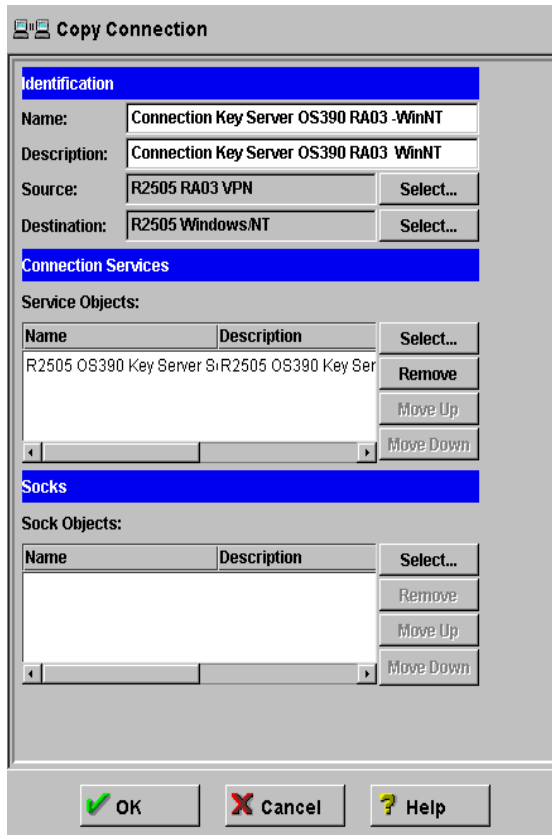 Copy Connection
Identification
Name: Connection Key Server OS390 RA03 -WinNT
Description: Connection Key Server OS390 RA03 WinNT
Source: R2505 RA03 VPN Select...
Destination: R2505 Windows/NT Select...
Connection Services
Service Objects:
Name Description Select...
R2505 OS390 Key Server R2505 OS390 Key Ser Remove
Move Up
Move Down
Socks
Sock Objects:
Name Description Select...
Remove
Move Up
Move Down
OK Cancel Help